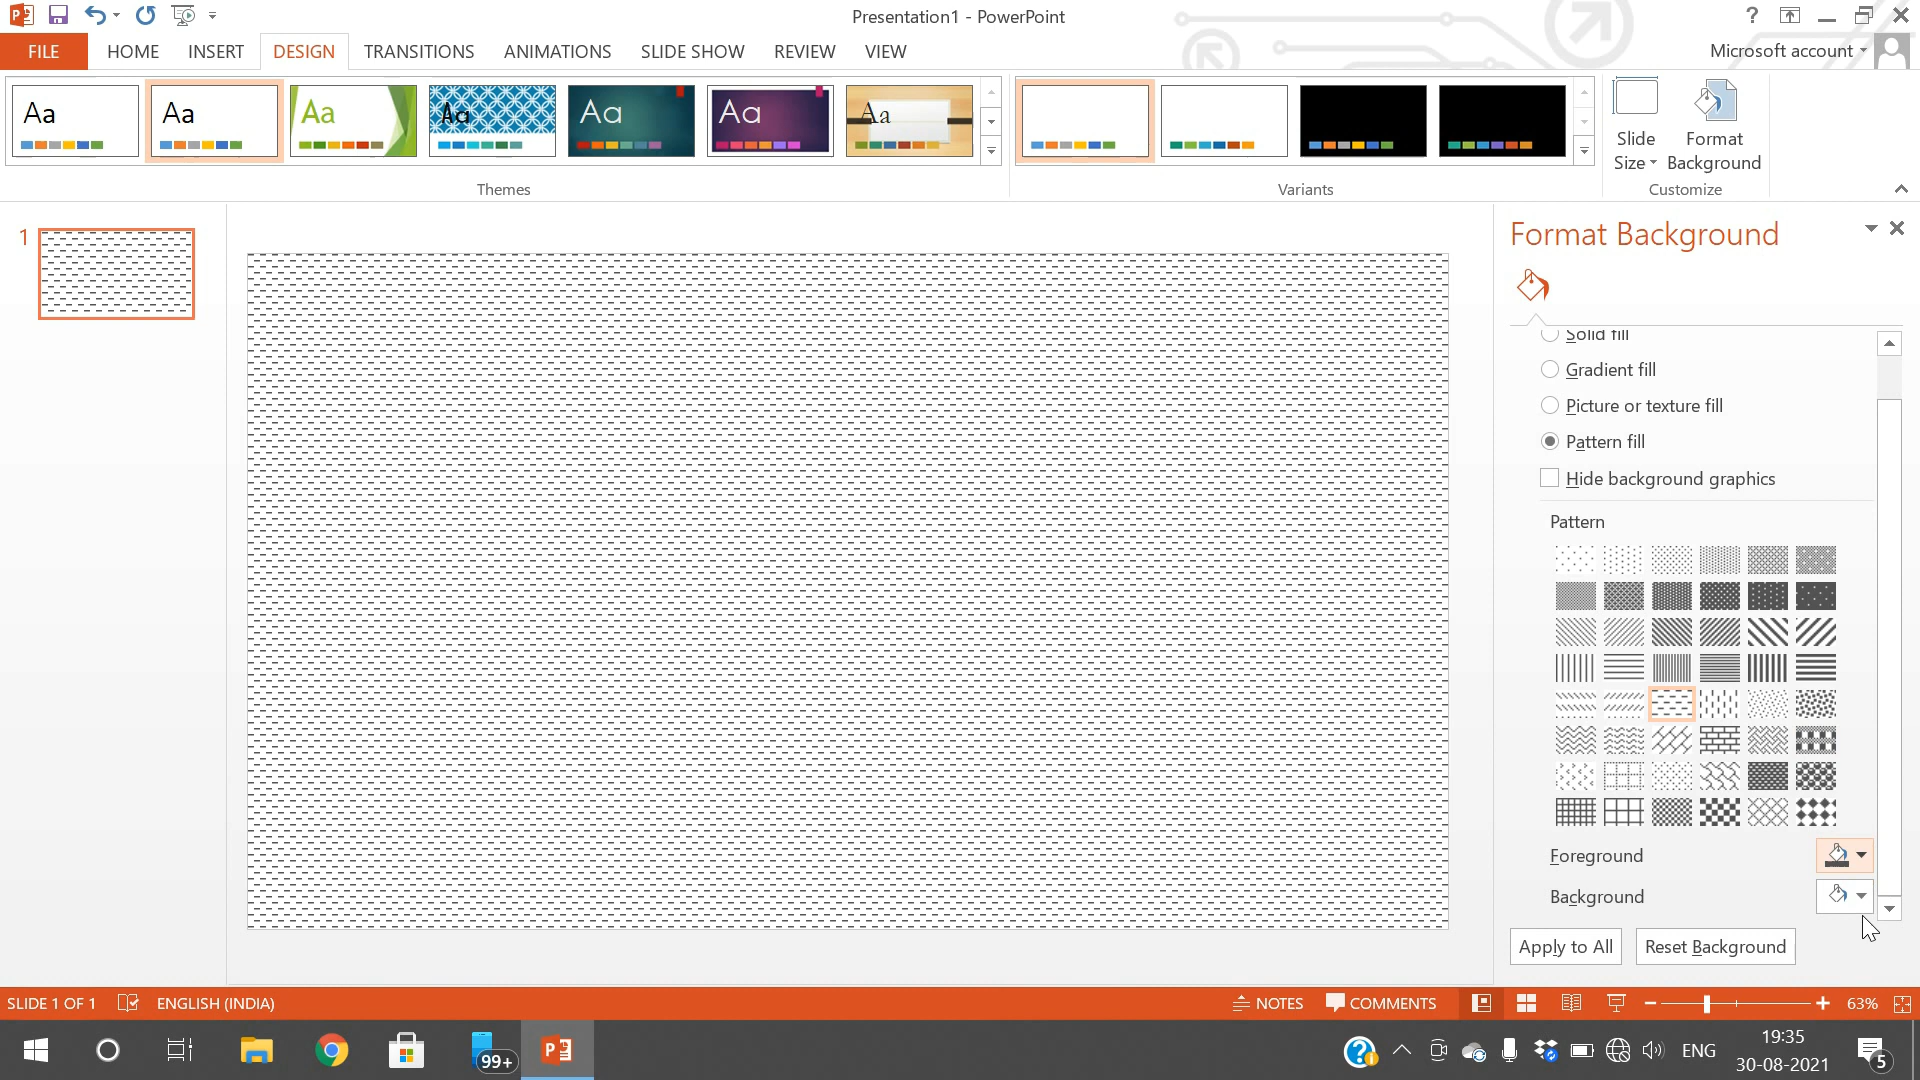 Presentation1 - PowerPoint
?
FILE HOME INSERT DESIGN TRANSITIONS ANIMATIONS SLIDE SHOW REVIEW VIEW
Microsoft account
Aa Aa Aa Aa Aa Aa Aa
Slide Size
Format Background
Themes
Variants
Customize
1
Format Background
Solid fill
Gradient fill
Picture or texture fill
Pattern fill
Hide background graphics
Pattern
Foreground
Background
Apply to All
Reset Background
SLIDE 1 OF 1 ENGLISH (INDIA) NOTES COMMENTS 63%
99+
P
ENG
19:35
30-08-2021
5